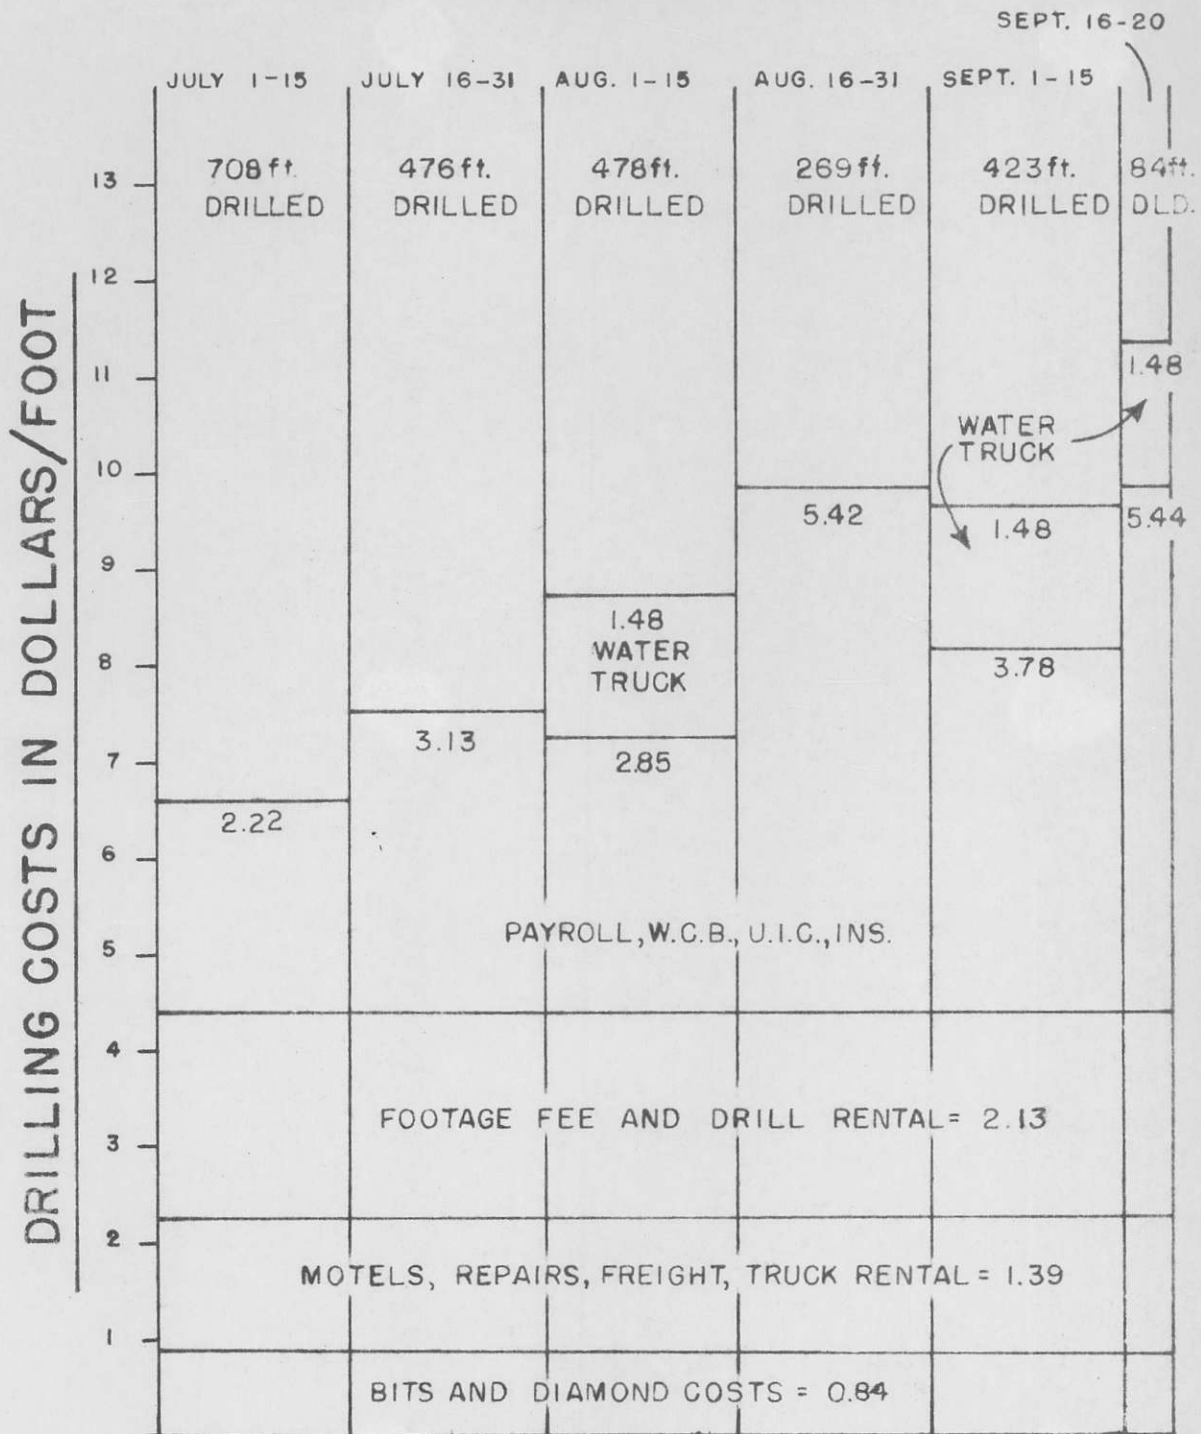 SEPT. 16-20
JULY 1-15
JULY 16-31
AUG. 1-15
AUG. 16-31
SEPT. 1-15
708 ft.
DRILLED
476 ft.
DRILLED
478 ft.
DRILLED
269 ft.
DRILLED
423 ft.
DRILLED
84 ft.
DLD.
13
12
11
10
9
8
7
6
5
4
3
2
1
DRILLING COSTS IN DOLLARS/FOOT
1.48
WATER
TRUCK
5.42
1.48
5.44
1.48
WATER
TRUCK
3.78
3.13
2.85
2.22
PAYROLL, W.C.B., U.I.C., INS.
FOOTAGE FEE AND DRILL RENTAL= 2.13
MOTELS, REPAIRS, FREIGHT, TRUCK RENTAL= 1.39
BITS AND DIAMOND COSTS = 0.84